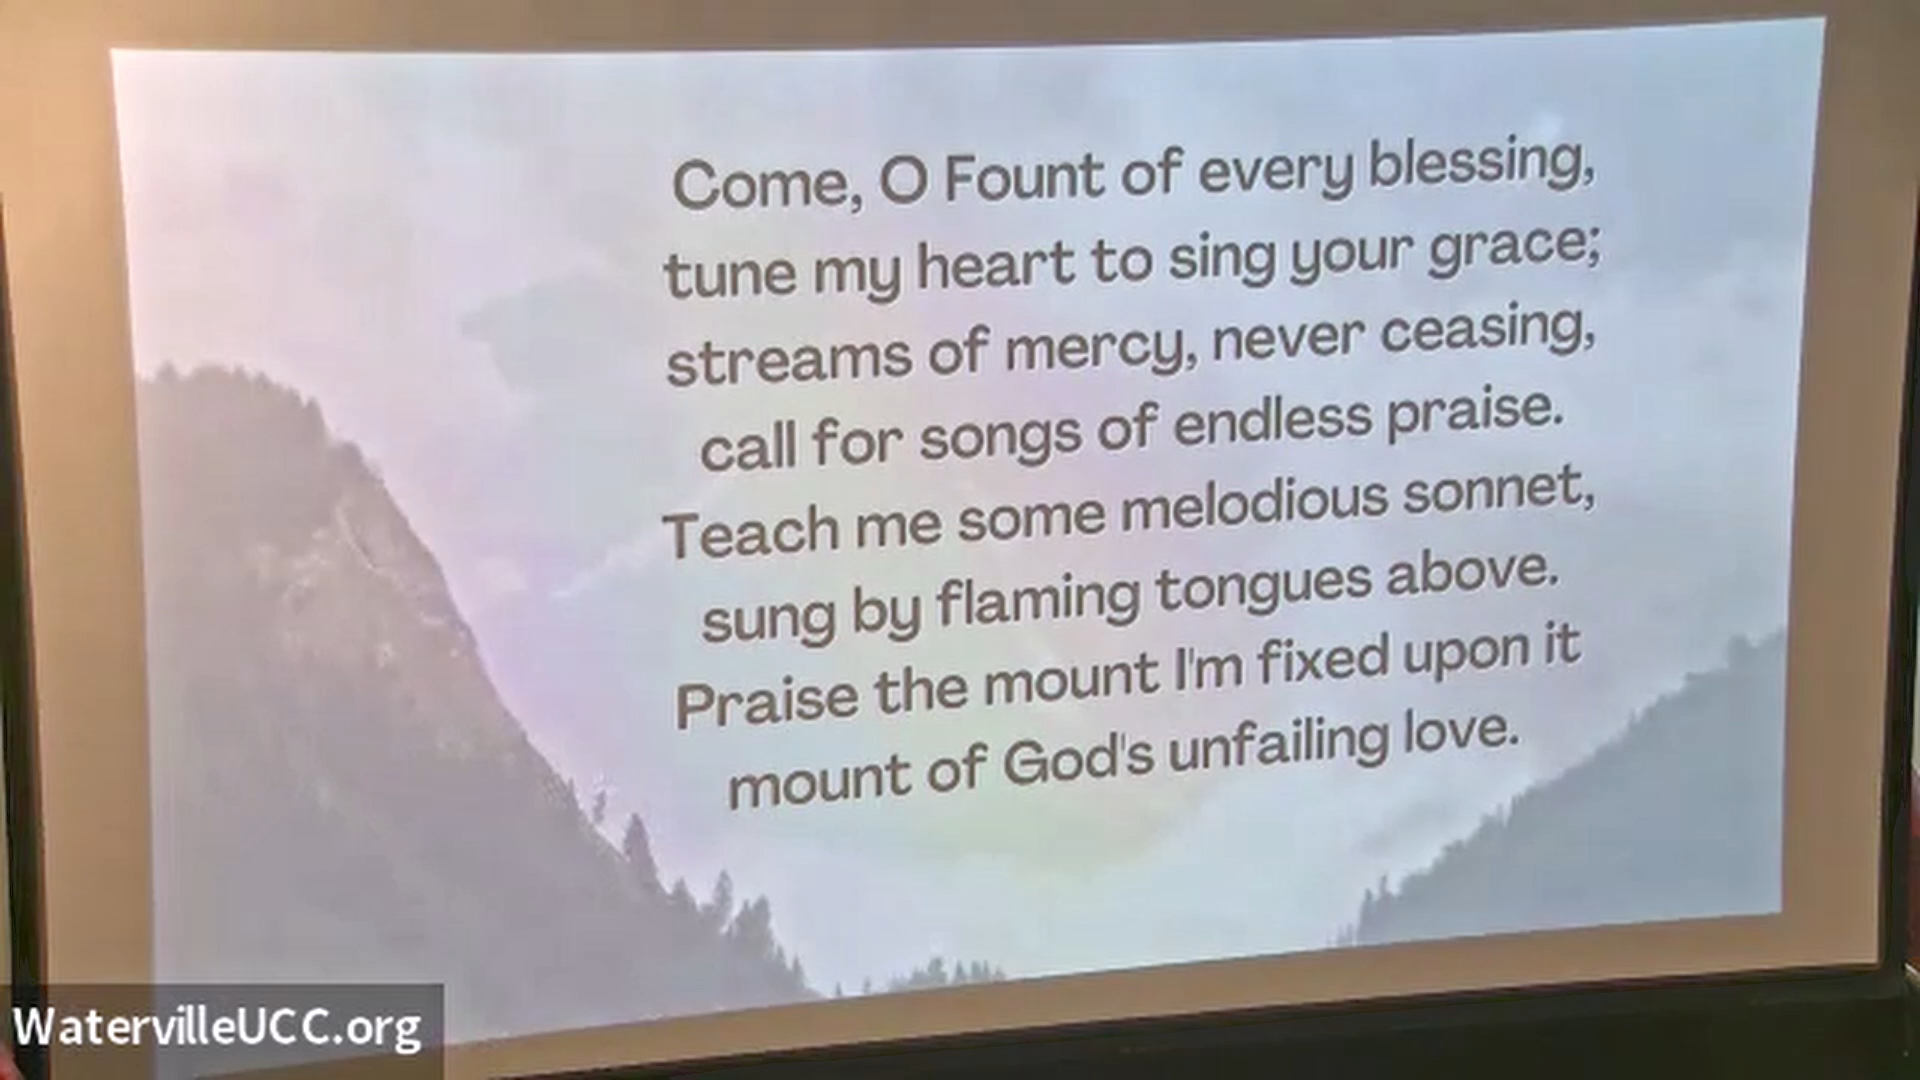 Come, O Fount of every blessing,
tune my heart to sing your grace;
streams of mercy, never ceasing,
call for songs of endless praise.
Teach me some melodious sonnet,
sung by flaming tongues above.
Praise the mount I'm fixed upon it
mount of God's unfailing love.
WatervilleUCC.org